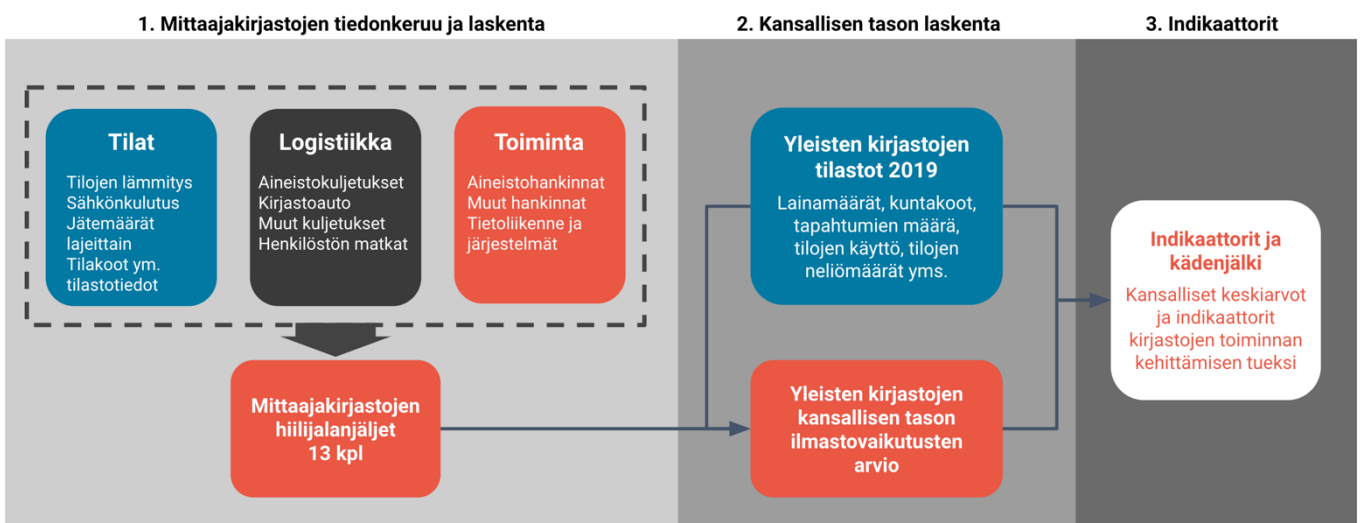 1. Mittaajakirjastojen tiedonkeruu ja laskenta
2. Kansallisen tason laskenta
3. Indikaattorit
Tilat
Tilojen lämmitys
Sähkönkulutus
Jätemäärät
lajeittain
Tilakoot ym.
tilastotiedot
Logistiikka
Aineistokuljetukset
Kirjastoauto
Muut kuljetukset
Henkilöstön matkat
Toiminta
Aineistohankinnat
Muut hankinnat
Tietoliikenne ja
järjestelmät
Mittaajakirjastojen
hiilijalanjäljet
13 kpl
Yleisten kirjastojen
tilastot 2019
Lainamäärät, kuntakoot,
tapahtumien määrä,
tilojen käyttö, tilojen
neliömäärät yms.
Yleisten kirjastojen
kansallisen tason
ilmastovaikutusten
arvio
Indikaattorit ja
kädenjälki
Kansalliset keskiarvot
ja indikaattorit
kirjastojen toiminnan
kehittämisen tueksi